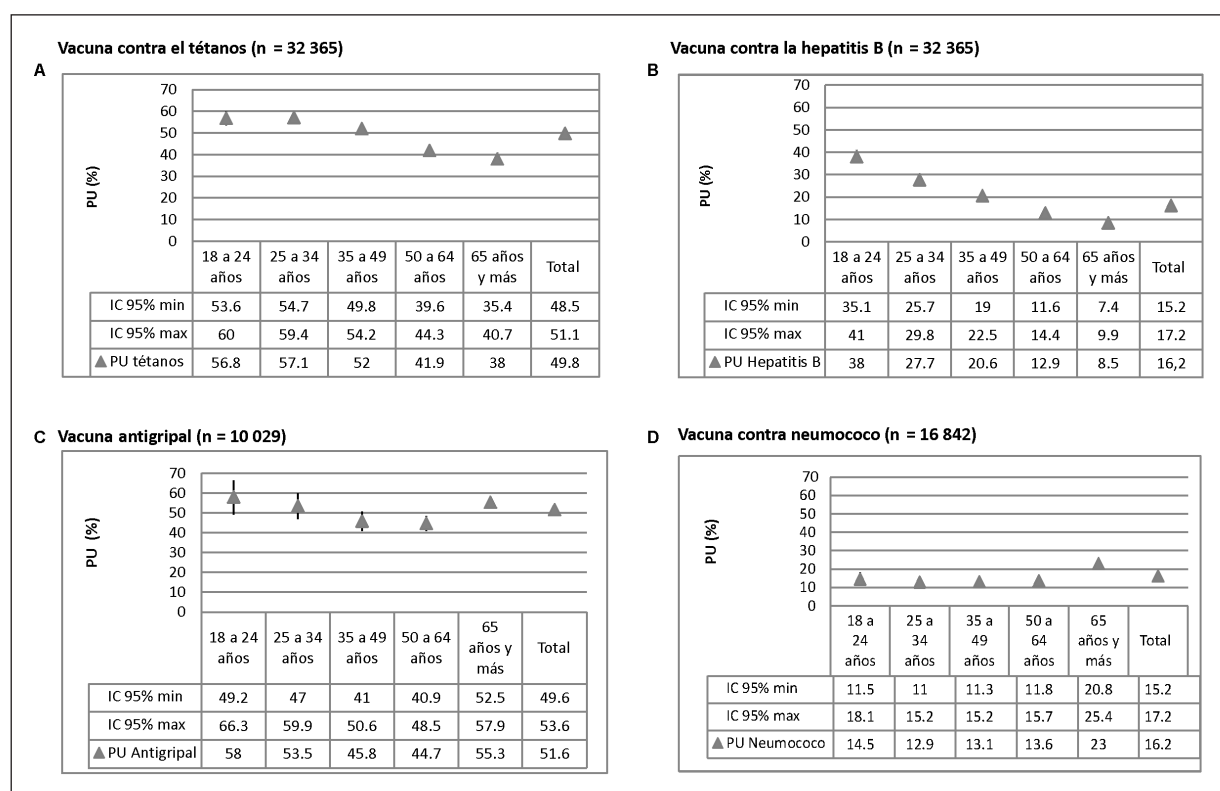 Vacuna contra el tétanos (n = 32 365)
A
PU (%)
70
60
50
40
30
20
10
0
18 a 24 años
25 a 34 años
35 a 49 años
50 a 64 años
65 años y más
Total
IC 95% min 53.6 54.7 49.8 39.6 35.4 48.5
IC 95% max 60 59.4 54.2 44.3 40.7 51.1
PU tétanos 56.8 57.1 52 41.9 38 49.8
Vacuna contra la hepatitis B (n = 32 365)
B
PU (%)
70
60
50
40
30
20
10
0
18 a 24 años
25 a 34 años
35 a 49 años
50 a 64 años
65 años y más
Total
IC 95% min 35.1 25.7 19 11.6 7.4 15.2
IC 95% max 41 29.8 22.5 14.4 9.9 17.2
PU Hepatitis B 38 27.7 20.6 12.9 8.5 16,2
C Vacuna antigripal (n = 10 029)
PU (%)
70
60
50
40
30
20
10
0
18 a 24 años
25 a 34 años
35 a 49 años
50 a 64 años
65 años y más
Total
IC 95% min 49.2 47 41 40.9 52.5 49.6
IC 95% max 66.3 59.9 50.6 48.5 57.9 53.6
PU Antigripal 58 53.5 45.8 44.7 55.3 51.6
D Vacuna contra neumococo (n = 16 842)
PU (%)
70
60
50
40
30
20
10
0
18 a 24 años
25 a 34 años
35 a 49 años
50 a 64 años
65 años y más
Total
IC 95% min 11.5 11 11.3 11.8 20.8 15.2
IC 95% max 18.1 15.2 15.2 15.7 25.4 17.2
PU Neumococo 14.5 12.9 13.1 13.6 23 16.2